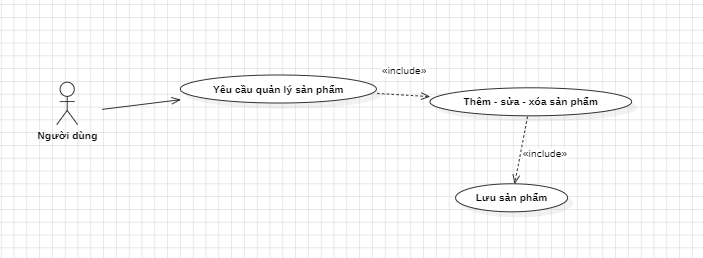 «include»
Yêu cầu quản lý sản phẩm
Thêm - sửa - xóa sản phẩm
Người dùng
«include»
Lưu sản phẩm